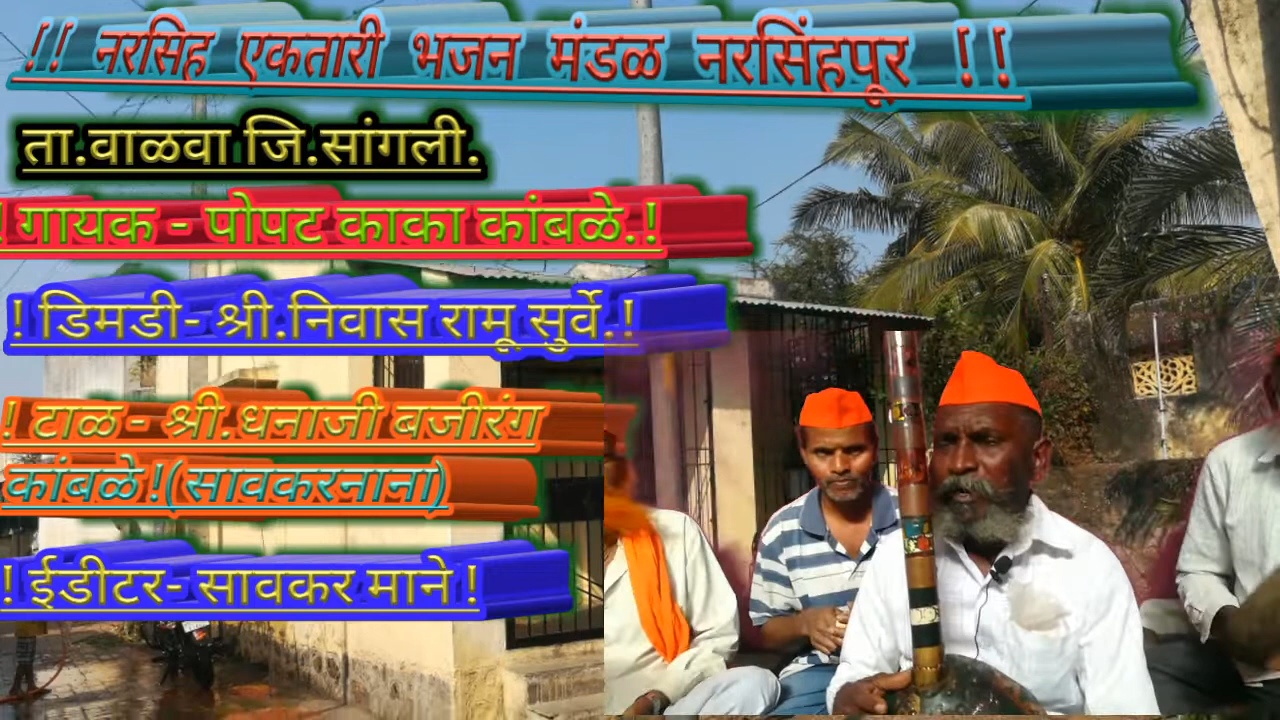 !! नरसिह एकतारी भजन मंडळ नरसिंहपूर !!
ता.वाळवा जि.सांगली.
! गायक - पोपट काका कांबळे.!
! डिमडी- श्री.निवास रामू सुर्वे.!
! टाळ - श्री.धनाजी बजीरंग
कांबळे !(सावकरनाना)
! ईडीटर- सावकर माने !